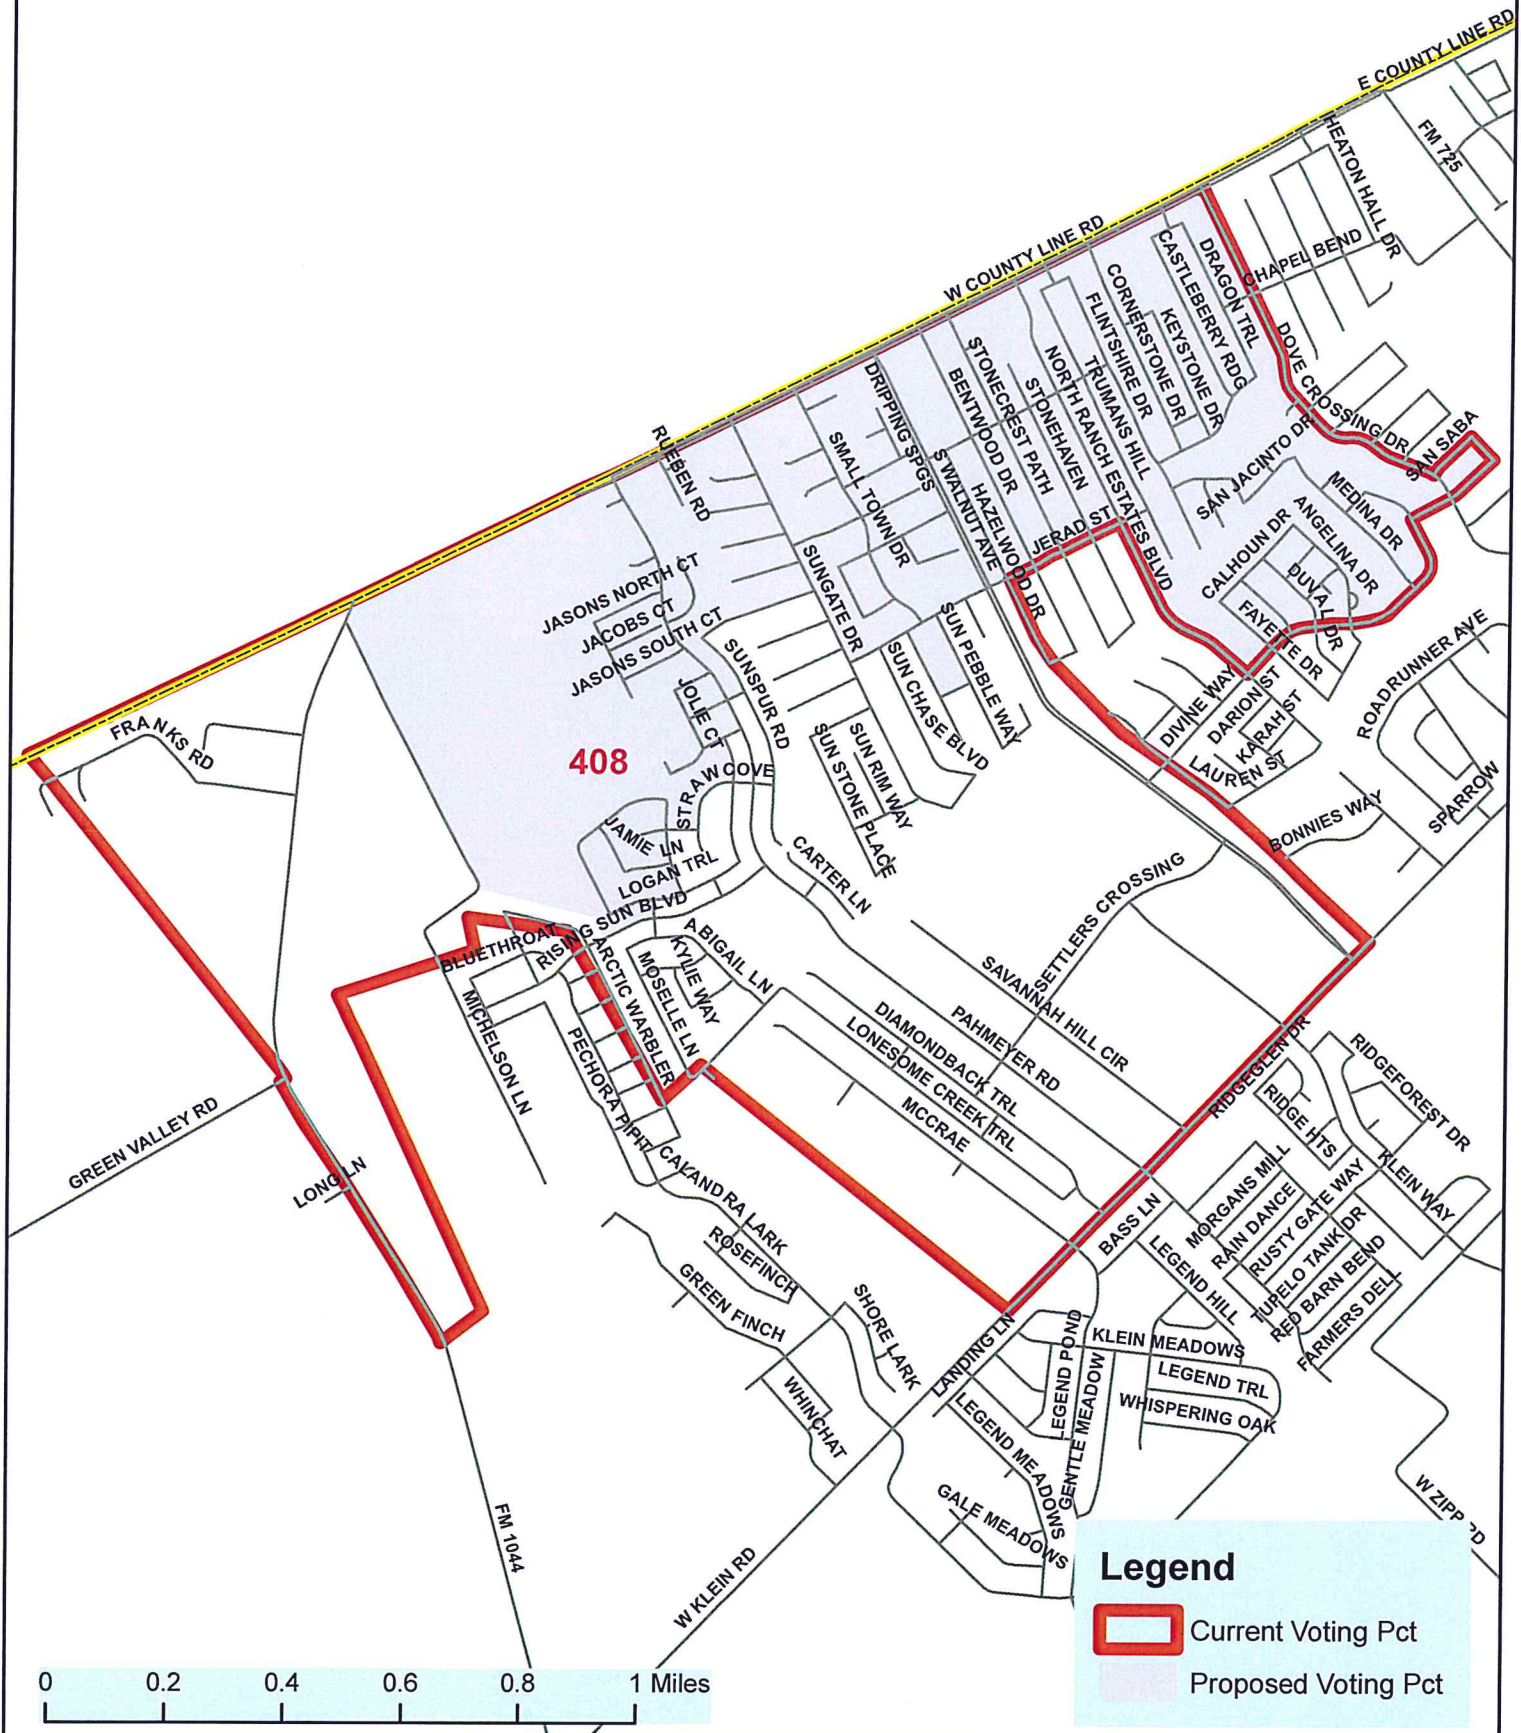 E COUNTY LINE RD
HEATON HALL DR
FM 725
W COUNTY LINE RD
CHAPEL BEND
CASTLEBERRY RDG
DRAGON TRL
CORNERSTONE DR
KEYSTONE DR
FLINTSHIRE DR
TRUMANS HILL
NORTH RANCH ESTATES BLVD
STONEHAVEN
STONECREST PATH
BENTWOOD DR
DRIPPING SPGS
S WALNUT AVE
HAZELWOOD DR
DOVE CROSSING DR
SAN SABA
SAN JACINTO DR
MEDINA DR
ANGELINA DR
CALHOUN DR
DUVAL DR
FAYETTE DR
JERAD ST
RUEBEN RD
SMALL TOWN DR
SUNGATE DR
JASONS NORTH CT
JACOBS CT
JASONS SOUTH CT
SUNSPUR RD
JOLIE CT
SUN PEBBLE WAY
SUN CHASE BLVD
ROADRUNNER AVE
DIVINE WAY
DARION ST
KARAH ST
LAUREN ST
FRANKS RD
408
SUN RIM WAY
SUN STONE PLACE
STRAW COVE
SPARROW
BONNIES WAY
JAMIE LN
LOGAN TRL
CARTER LN
SETTLERS CROSSING
RISING SUN BLVD
BLUETHROAT
ABIGAIL LN
KYLIE WAY
MOSELLE LN
ARCTIC WARBLER
SAVANNAH HILL CIR
PAHMEYER RD
DIAMONDBACK TRL
LONESOME CREEK TRL
MCCRAE
MICHELSON LN
PECHORA PIPIT
RIDGEGLEN DR
RIDGEFOREST DR
RIDGE HTS
KLEIN WAY
GREEN VALLEY RD
LONG LN
CALANDRA LARK
ROSEFINCH
GREEN FINCH
SHORE LARK
WHINCHAT
BASS LN
MORGANS MILL
RAIN DANCE
RUSTY GATE WAY
TUPELO TANK DR
RED BARN BEND
FARMERS DELL
LEGEND HILL
LANDING LN
LEGEND POND
KLEIN MEADOWS
LEGEND TRL
WHISPERING OAK
GENTLE MEADOW
LEGEND MEADOWS
GALE MEADOWS
W ZIPP RD
FM 1044
W KLEIN RD
Legend
Current Voting Pct
Proposed Voting Pct
0 0.2 0.4 0.6 0.8 1 Miles